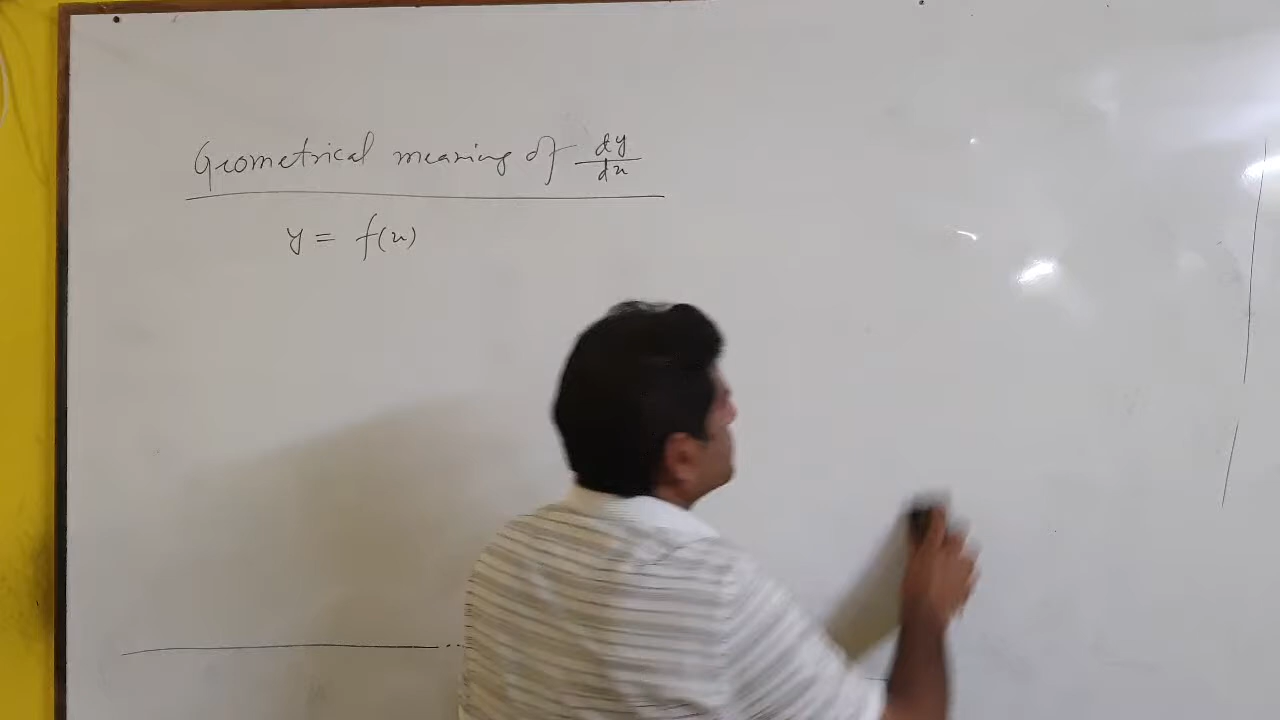 Geometrical meaning of dy/dx
y = f(x)